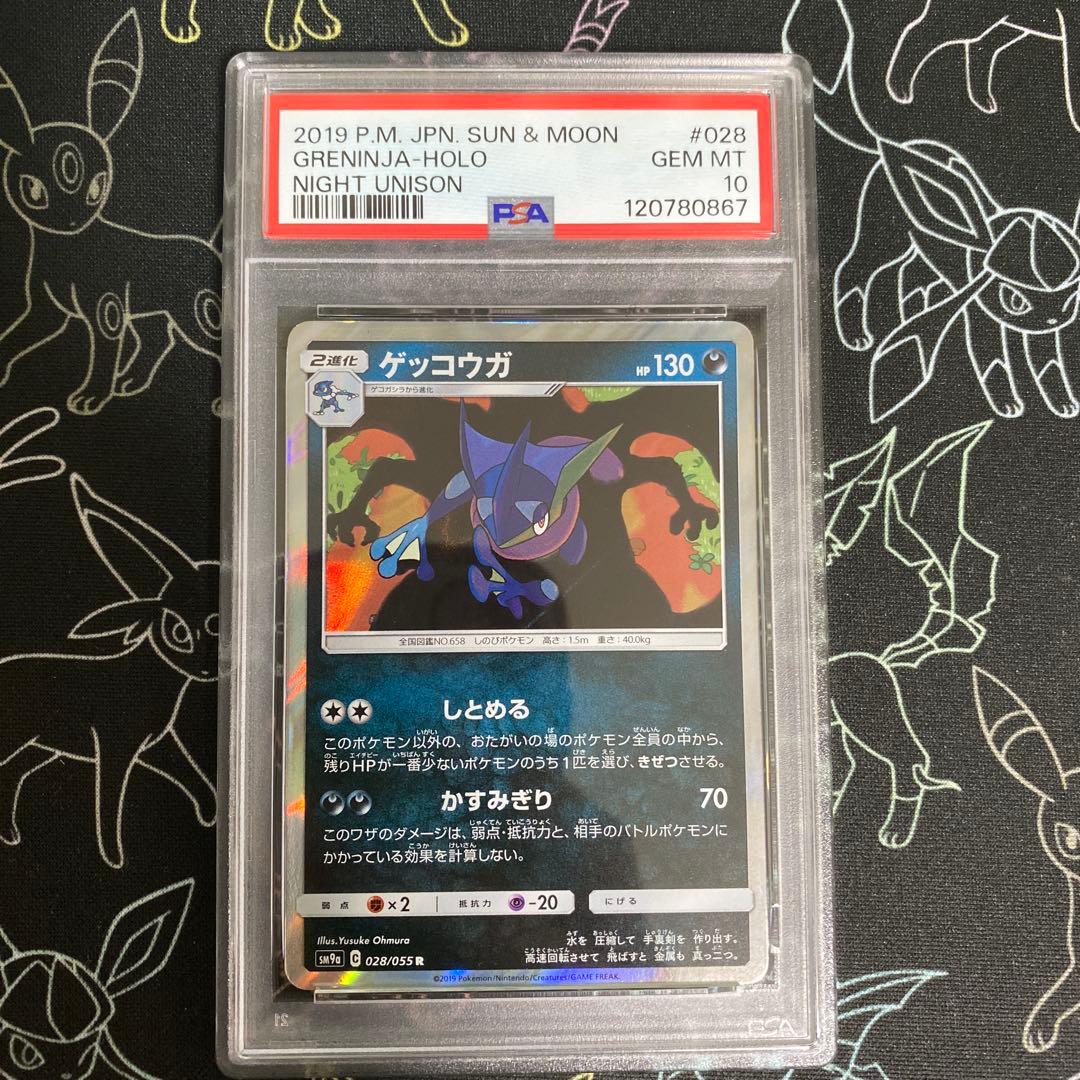 2019 P.M. JPN. SUN & MOON #028
GRENINJA-HOLO GEM MT
NIGHT UNISON 10
PSA 120780867
2進化 ゲッコウガ HP 130
ゲコガシラから進化
全国図鑑NO.658 しのびポケモン 高さ:1.5m 重さ:40.0kg
しとめる
このポケモン以外の、おたがいの場のポケモン全員の中から、
残りHPが一番少ないポケモンのうち1匹を選び、きぜつさせる。
かすみぎり 70
このワザのダメージは、弱点・抵抗力と、相手のバトルポケモンに
かかっている効果を計算しない。
弱点 ×2 抵抗力 -20 にげる
Illus.Yusuke Ohmura
水を圧縮して 手裏剣を 作り出す。
高速回転させて 飛ばすと 金属も 真っ二つ。
SM9a C 028/055 R
©2019 Pokémon/Nintendo/Creatures/GAME FREAK.